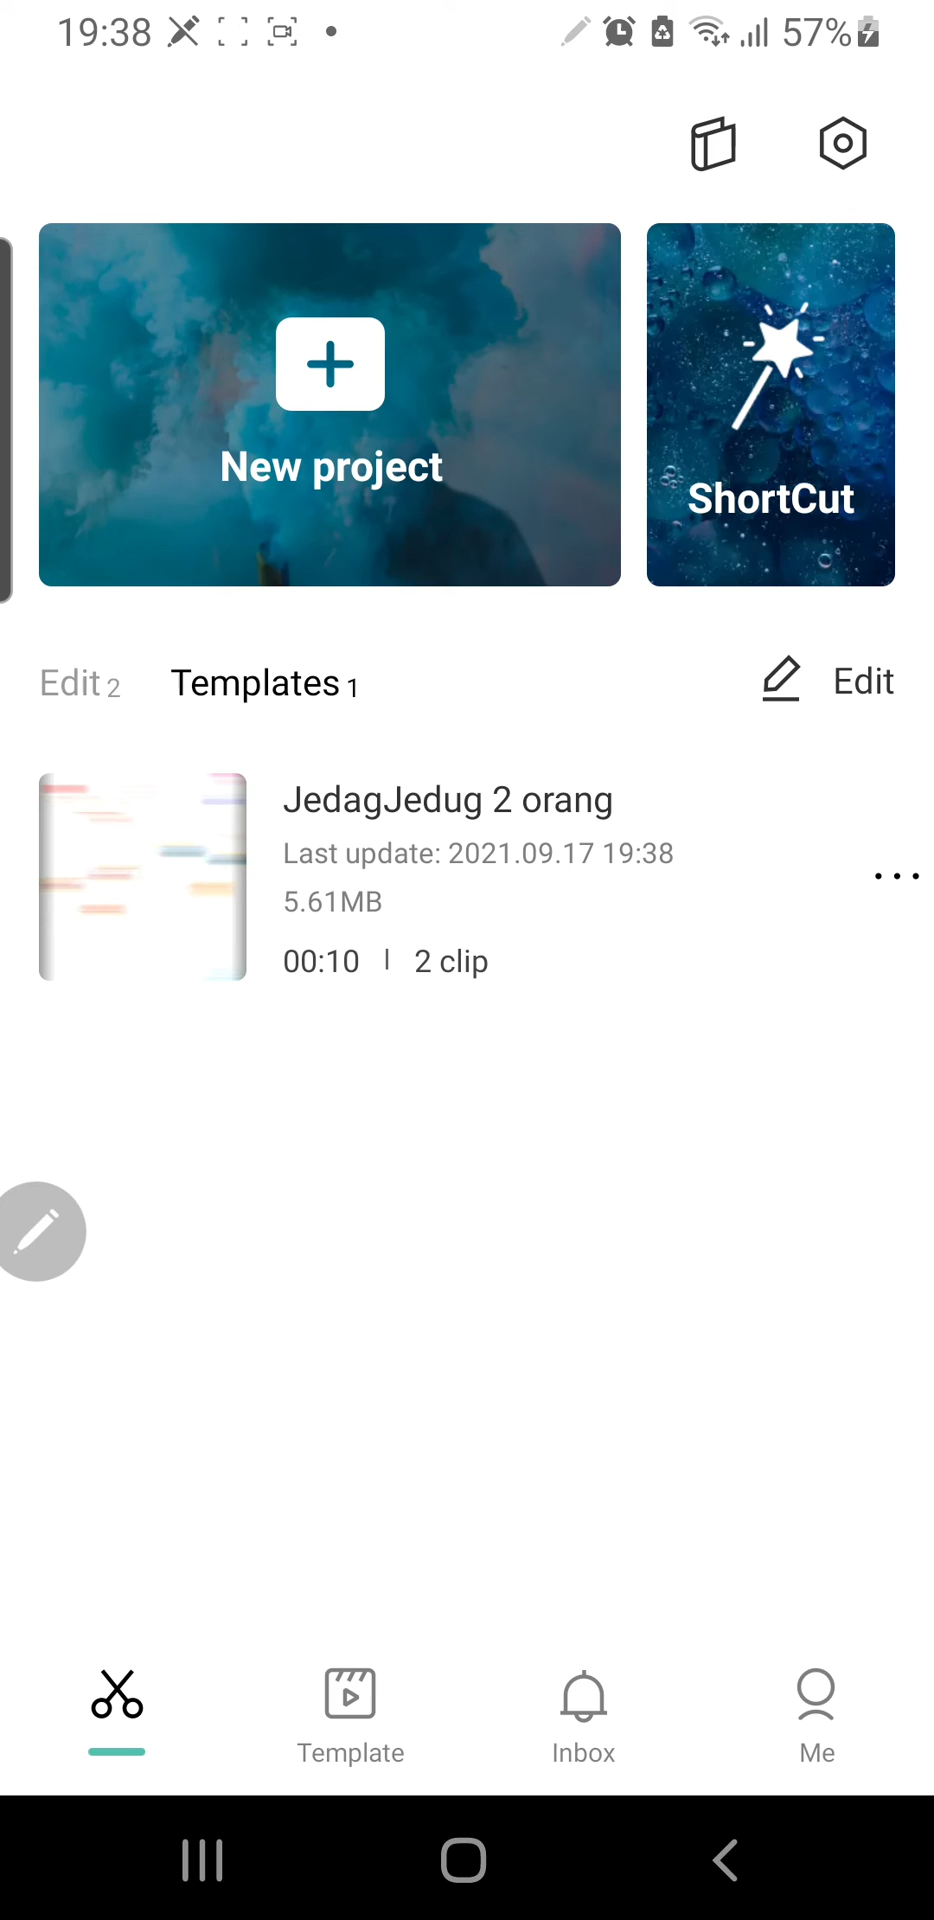 19:38 57%
New project
ShortCut
Edit 2 Templates 1 Edit
JedagJedug 2 orang
Last update: 2021.09.17 19:38
5.61MB
00:10 | 2 clip
Template Inbox Me